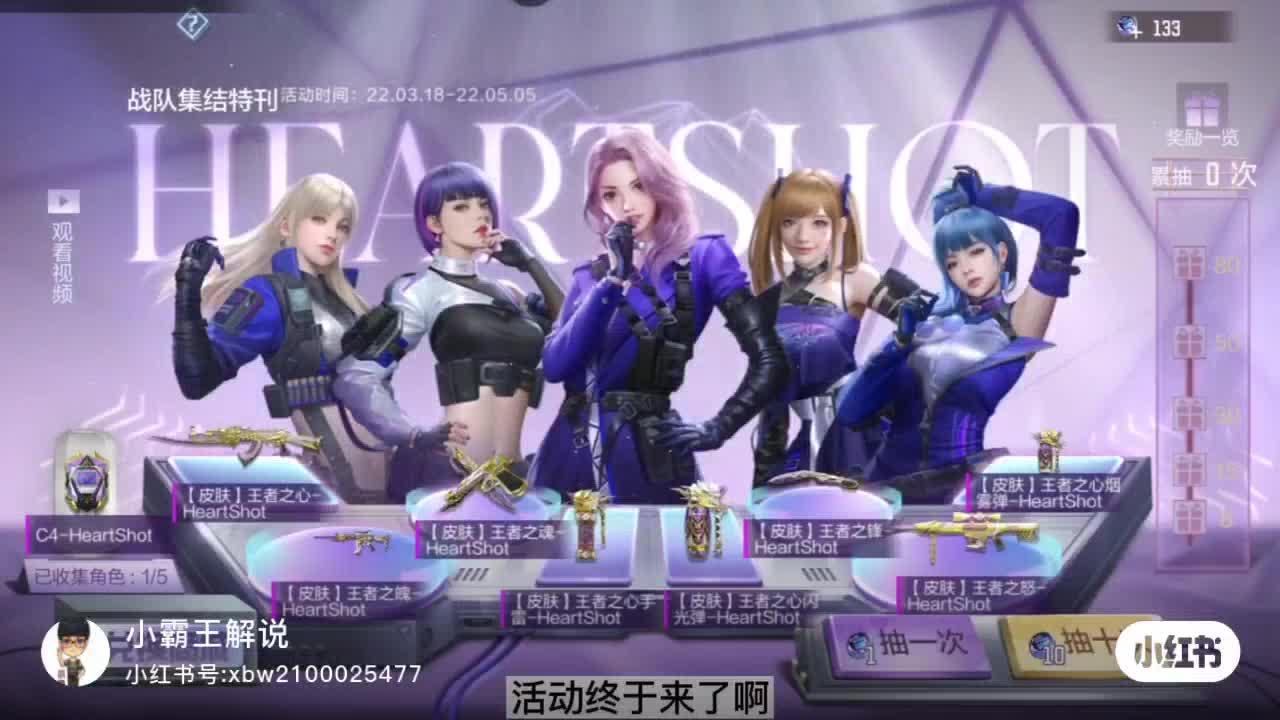 133
战队集结特刊 活动时间：22.03.18-22.05.05
HEARTSHOT
奖励一览
累抽 0 次
观看视频
80
50
30
15
【皮肤】王者之心-
HeartShot
【皮肤】王者之心烟
雾弹-HeartShot
C4-HeartShot
【皮肤】王者之魂-
HeartShot
【皮肤】王者之锋-
HeartShot
已收集角色：1/5
【皮肤】王者之魄-
HeartShot
【皮肤】王者之心手
雷-HeartShot
【皮肤】王者之心闪
光弹-HeartShot
【皮肤】王者之怒-
HeartShot
1 抽一次
10 抽十
小霸王解说
小红书号:xbw2100025477
小红书
活动终于来了啊